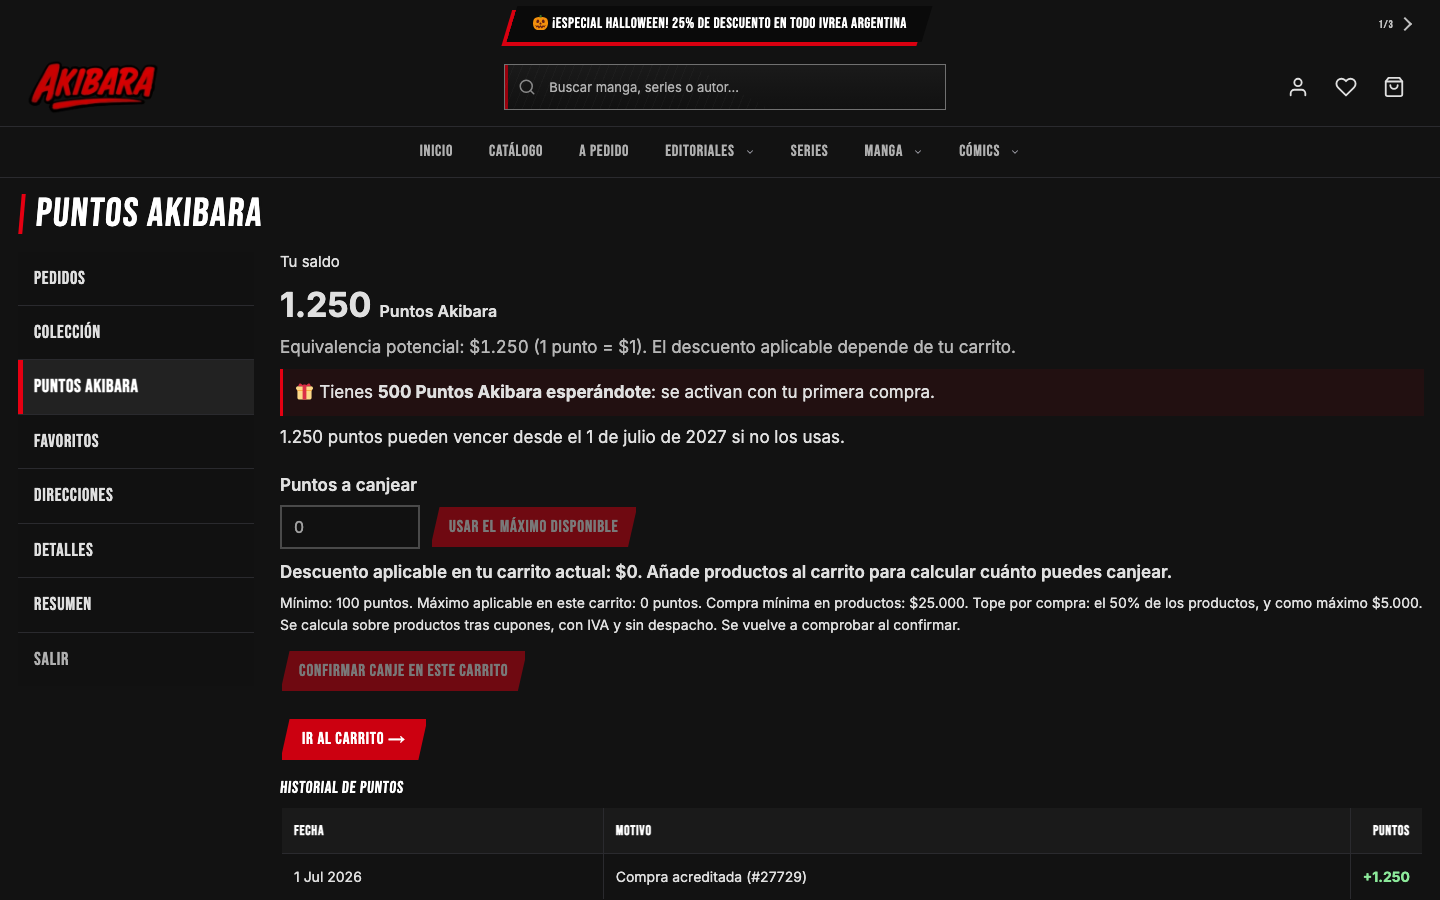 🎃 ¡ESPECIAL HALLOWEEN! 25% DE DESCUENTO EN TODO IVREA ARGENTINA
1/3
AKIBARA
Buscar manga, series o autor...
INICIO
CATÁLOGO
A PEDIDO
EDITORIALES
SERIES
MANGA
CÓMICS
PUNTOS AKIBARA
PEDIDOS
COLECCIÓN
PUNTOS AKIBARA
FAVORITOS
DIRECCIONES
DETALLES
RESUMEN
SALIR
Tu saldo
1.250 Puntos Akibara
Equivalencia potencial: $1.250 (1 punto = $1). El descuento aplicable depende de tu carrito.
🎁 Tienes 500 Puntos Akibara esperándote: se activan con tu primera compra.
1.250 puntos pueden vencer desde el 1 de julio de 2027 si no los usas.
Puntos a canjear
0
USAR EL MÁXIMO DISPONIBLE
Descuento aplicable en tu carrito actual: $0. Añade productos al carrito para calcular cuánto puedes canjear.
Mínimo: 100 puntos. Máximo aplicable en este carrito: 0 puntos. Compra mínima en productos: $25.000. Tope por compra: el 50% de los productos, y como máximo $5.000.
Se calcula sobre productos tras cupones, con IVA y sin despacho. Se vuelve a comprobar al confirmar.
CONFIRMAR CANJE EN ESTE CARRITO
IR AL CARRITO →
HISTORIAL DE PUNTOS
FECHA
MOTIVO
PUNTOS
1 Jul 2026
Compra acreditada (#27729)
+1.250